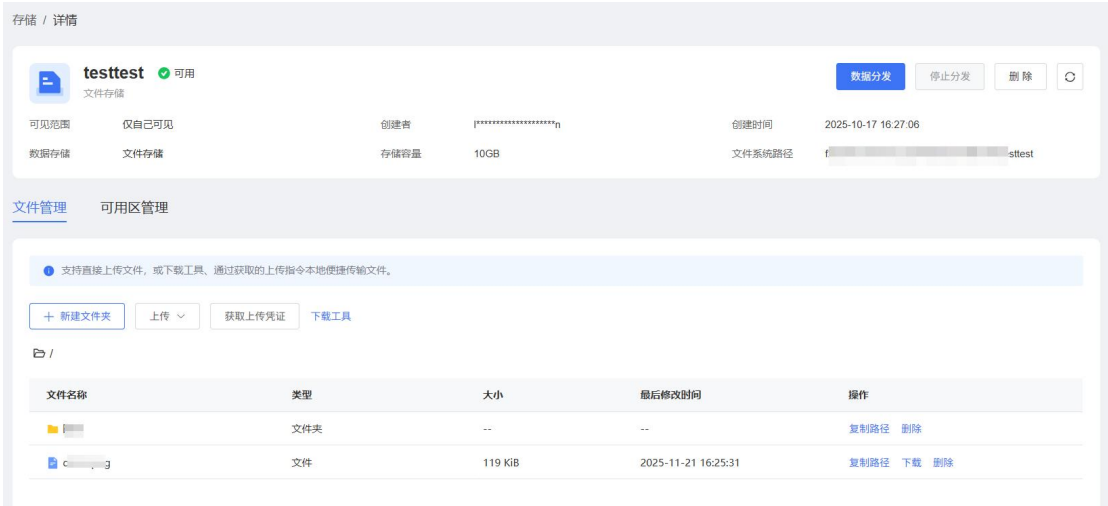 存储 / 详情
testtest 可用
文件存储
数据分发 停止分发 删 除
可见范围 仅自己可见 创建者 l********************n 创建时间 2025-10-17 16:27:06
数据存储 文件存储 存储容量 10GB 文件系统路径 sttest
文件管理 可用区管理
支持直接上传文件，或下载工具、通过获取的上传指令本地便捷传输文件。
新建文件夹 上传 获取上传凭证 下载工具
/
文件名称 类型 大小 最后修改时间 操作
文件夹 -- -- 复制路径 删除
文件 119 KiB 2025-11-21 16:25:31 复制路径 下载 删除